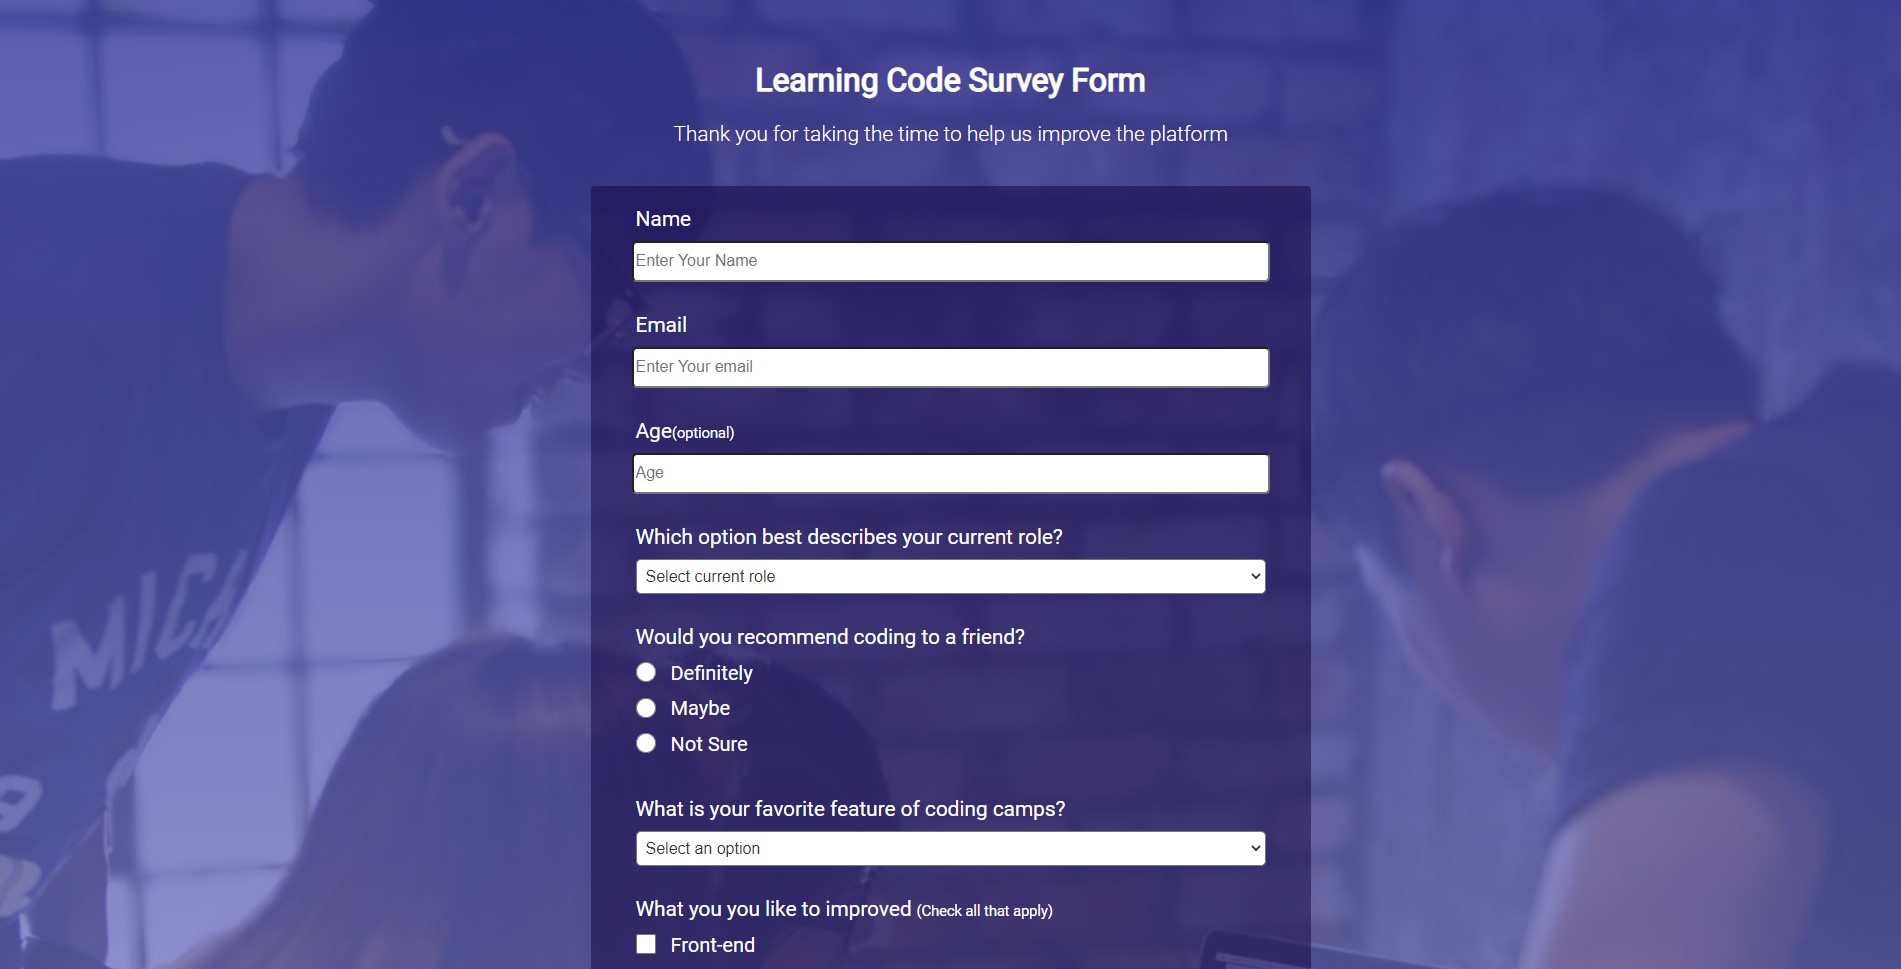 Learning Code Survey Form
Thank you for taking the time to help us improve the platform
Name
Enter Your Name
Email
Enter Your email
Age(optional)
Age
Which option best describes your current role?
Select current role
Would you recommend coding to a friend?
Definitely
Maybe
Not Sure
What is your favorite feature of coding camps?
Select an option
What you you like to improved (Check all that apply)
Front-end